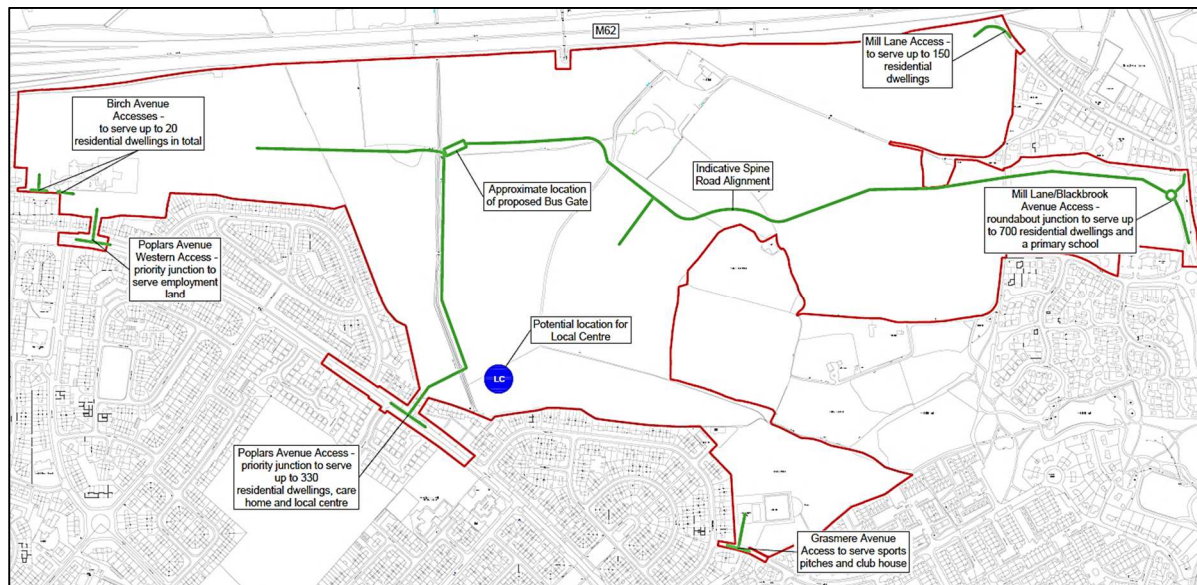 M62
Mill Lane Access -
to serve up to 150
residential
dwellings
Birch Avenue
Accesses -
to serve up to 20
residential dwellings in total
Approximate location
of proposed Bus Gate
Indicative Spine
Road Alignment
Mill Lane/Blackbrook
Avenue Access -
roundabout junction to serve up
to 700 residential dwellings and
a primary school
Poplars Avenue
Western Access -
priority junction to
serve employment
land
Potential location for
Local Centre
LC
Poplars Avenue Access -
priority junction to serve
up to 330
residential dwellings, care
home and local centre
Grasmere Avenue
Access to serve sports
pitches and club house